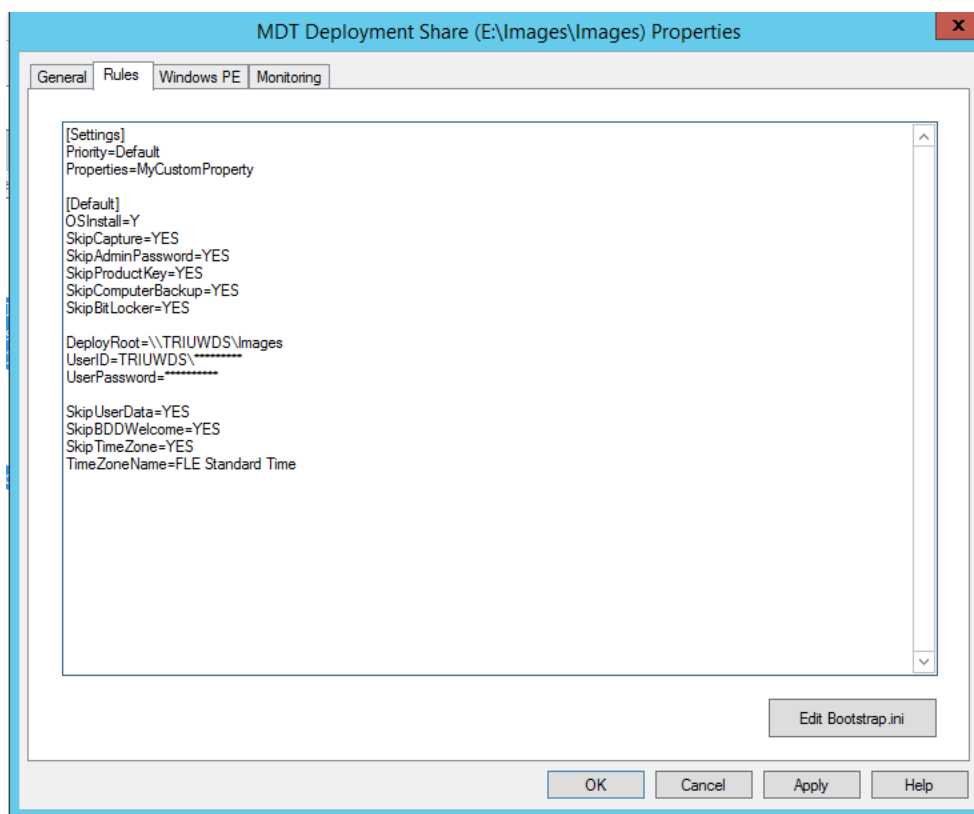 MDT Deployment Share (E:\Images\Images) Properties
x
General Rules Windows PE Monitoring
[Settings]
Priority=Default
Properties=MyCustomProperty
[Default]
OSInstall=Y
SkipCapture=YES
SkipAdminPassword=YES
SkipProductKey=YES
SkipComputerBackup=YES
SkipBitLocker=YES
DeployRoot=\\TRIUWDS\Images
UserID=TRIUWDS\*********
UserPassword=**********
SkipUserData=YES
SkipBDDWelcome=YES
SkipTimeZone=YES
TimeZoneName=FLE Standard Time
Edit Bootstrap.ini
OK Cancel Apply Help